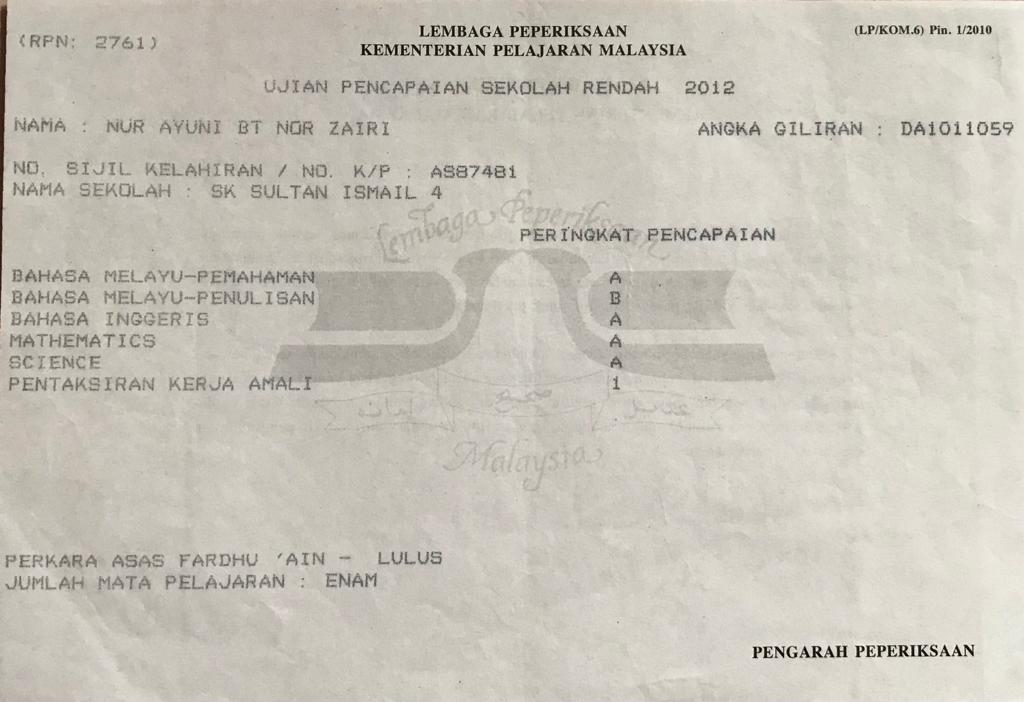 (RPN: 2761)
LEMBAGA PEPERIKSAAN
KEMENTERIAN PELAJARAN MALAYSIA
(LP/KOM.6) Pin. 1/2010
UJIAN PENCAPAIAN SEKOLAH RENDAH 2012
NAMA : NUR AYUNI BT NOR ZAIRI ANGKA GILIRAN : DA1011059
NO. SIJIL KELAHIRAN / NO. K/P : AS87481
NAMA SEKOLAH : SK SULTAN ISMAIL 4
Lembaga Peperiksaan
PERINGKAT PENCAPAIAN
BAHASA MELAYU-PEMAHAMAN A
BAHASA MELAYU-PENULISAN B
BAHASA INGGERIS A
MATHEMATICS A
SCIENCE A
PENTAKSIRAN KERJA AMALI 1
Malaysia
PERKARA ASAS FARDHU 'AIN - LULUS
JUMLAH MATA PELAJARAN : ENAM
PENGARAH PEPERIKSAAN